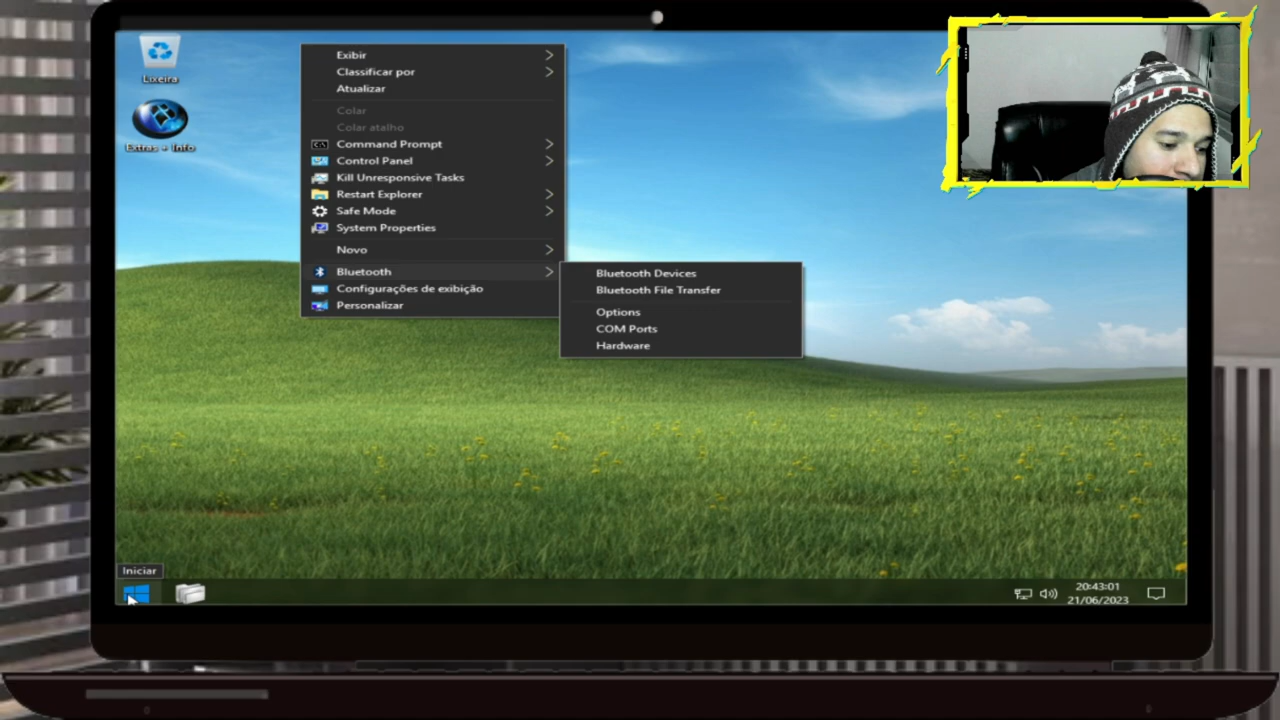 Lixeira
Extras + Info
Exibir
Classificar por
Atualizar
Colar
Colar atalho
Command Prompt
Control Panel
Kill Unresponsive Tasks
Restart Explorer
Safe Mode
System Properties
Novo
Bluetooth
Configurações de exibição
Personalizar
Bluetooth Devices
Bluetooth File Transfer
Options
COM Ports
Hardware
Iniciar
20:43:01
21/06/2023